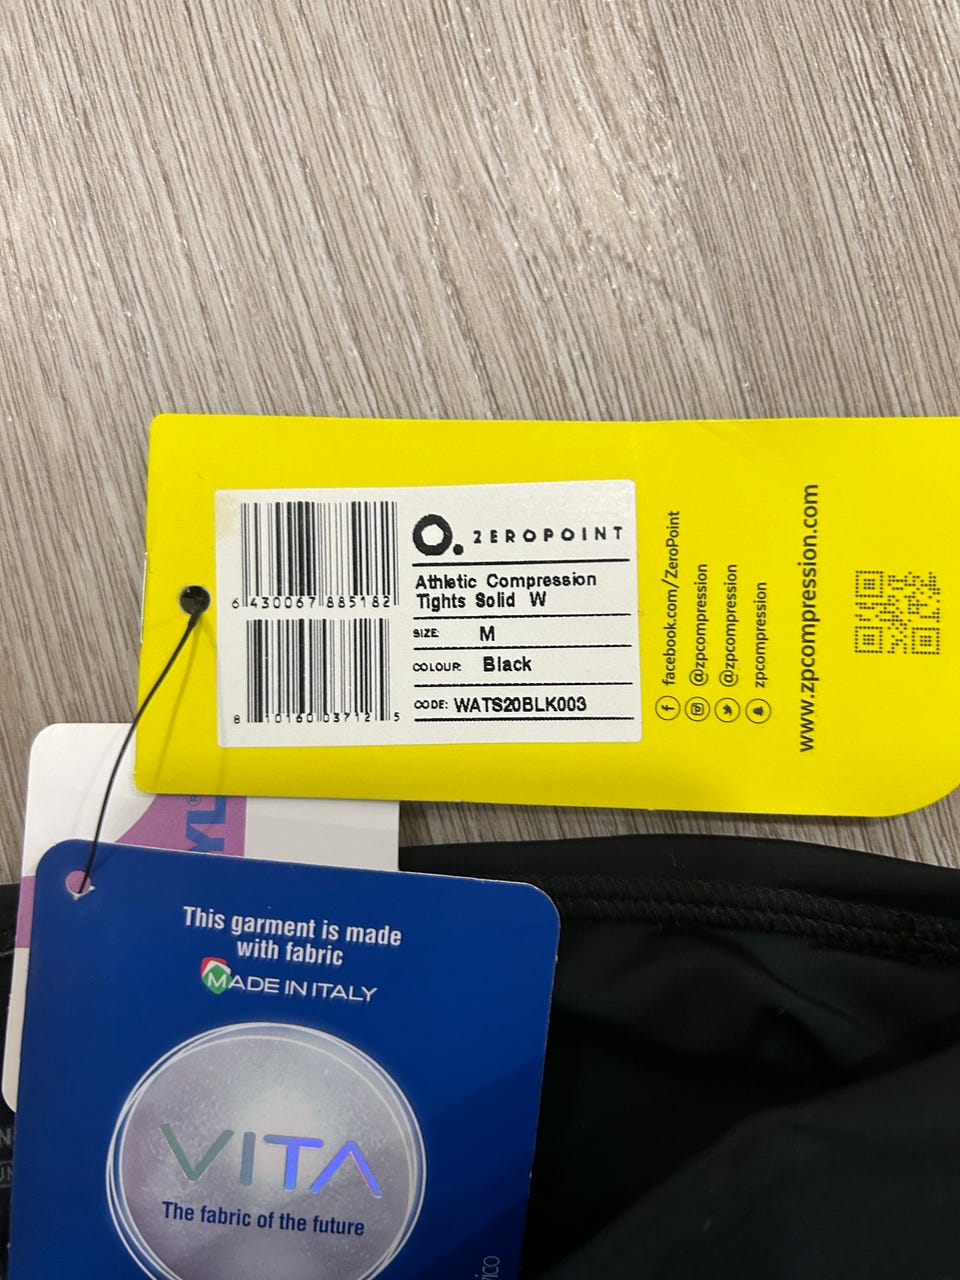 6 430067 885182
8 10160 03712 5
ZEROPOINT
Athletic Compression
Tights Solid W
SIZE: M
COLOUR: Black
CODE: WATS20BLK003
facebook.com/ZeroPoint
@zpcompression
@zpcompression
zpcompression
www.zpcompression.com
This garment is made
with fabric
MADE IN ITALY
VITA
The fabric of the future